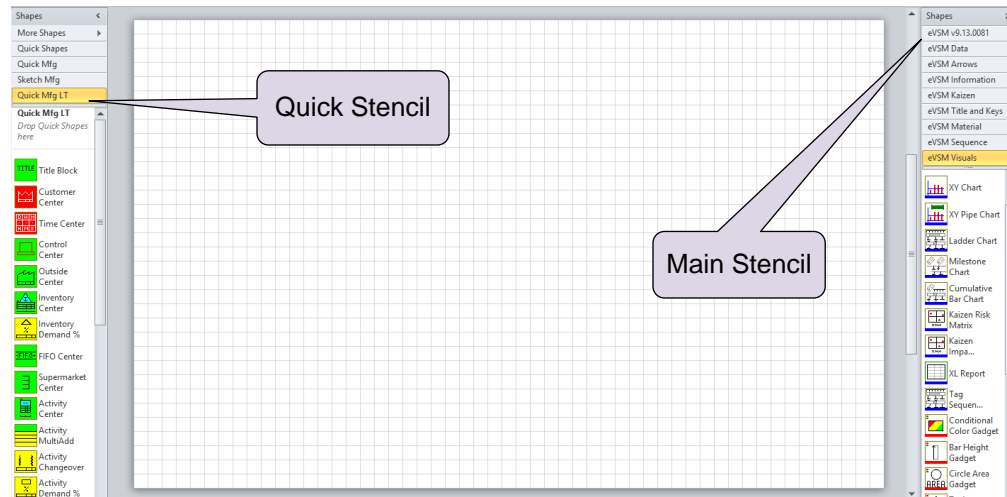 Shapes
More Shapes
Quick Shapes
Quick Mfg
Sketch Mfg
Quick Mfg LT
Quick Mfg LT
Drop Quick Shapes
here
TITLE Title Block
Customer
Center
Time Center
Control
Center
Outside
Center
Inventory
Center
Inventory
Demand %
FIFO FIFO Center
Supermarket
Center
Activity
Center
Activity
MultiAdd
Activity
Changeover
Activity
Demand %
Quick Stencil
Main Stencil
Shapes
eVSM v9.13.0081
eVSM Data
eVSM Arrows
eVSM Information
eVSM Kaizen
eVSM Title and Keys
eVSM Material
eVSM Sequence
eVSM Visuals
XY Chart
XY Pipe Chart
Ladder Chart
Milestone
Chart
Cumulative
Bar Chart
Kaizen Risk
Matrix
Kaizen
Impa...
XL Report
Tag
Sequen...
Conditional
Color Gadget
Bar Height
Gadget
Circle Area
AREA Gadget